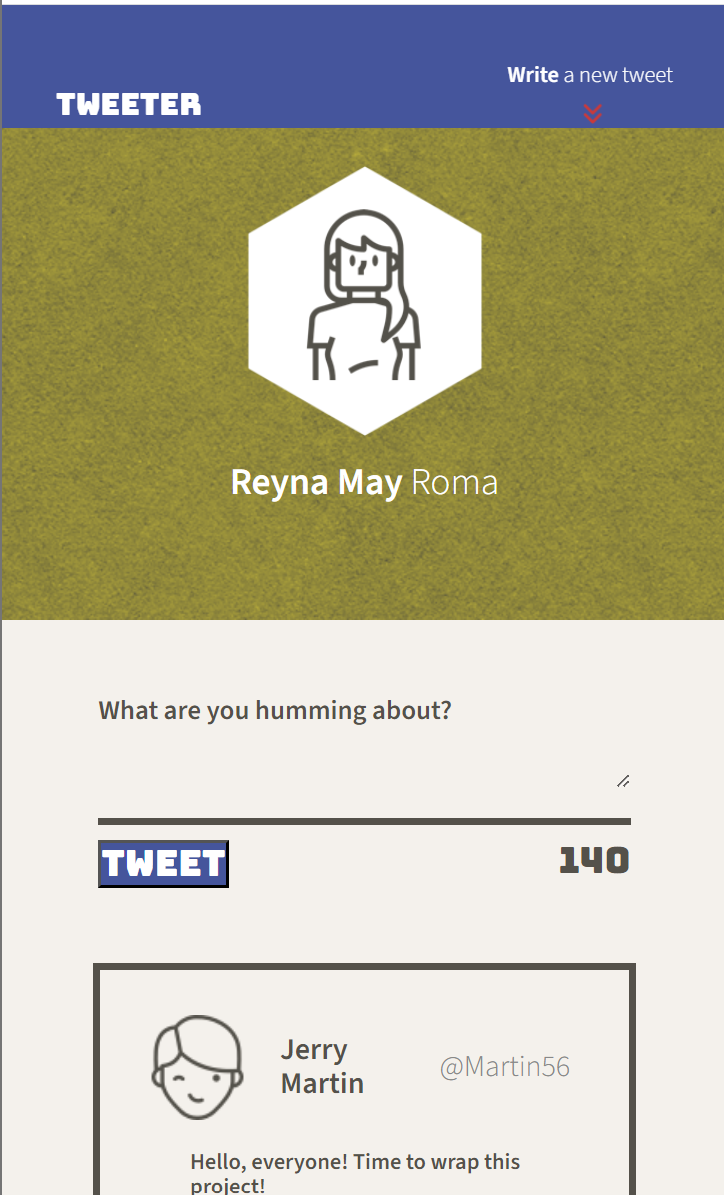 Write a new tweet
TWEETER
Reyna May Roma
What are you humming about?
TWEET 140
Jerry
Martin
@Martin56
Hello, everyone! Time to wrap this
project!